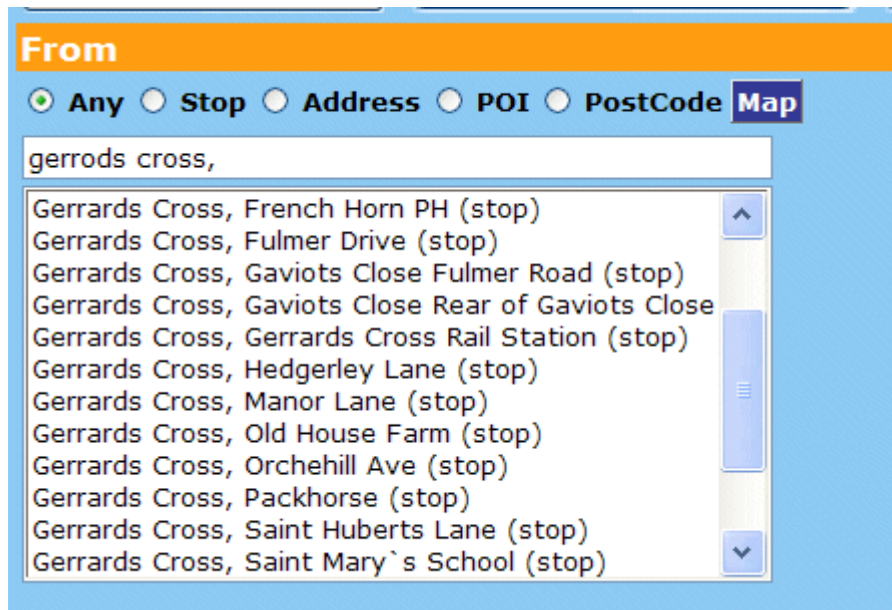 From
Any Stop Address POI PostCode Map
gerrods cross,
Gerrards Cross, French Horn PH (stop)
Gerrards Cross, Fulmer Drive (stop)
Gerrards Cross, Gaviots Close Fulmer Road (stop)
Gerrards Cross, Gaviots Close Rear of Gaviots Close
Gerrards Cross, Gerrards Cross Rail Station (stop)
Gerrards Cross, Hedgerley Lane (stop)
Gerrards Cross, Manor Lane (stop)
Gerrards Cross, Old House Farm (stop)
Gerrards Cross, Orchehill Ave (stop)
Gerrards Cross, Packhorse (stop)
Gerrards Cross, Saint Huberts Lane (stop)
Gerrards Cross, Saint Mary`s School (stop)